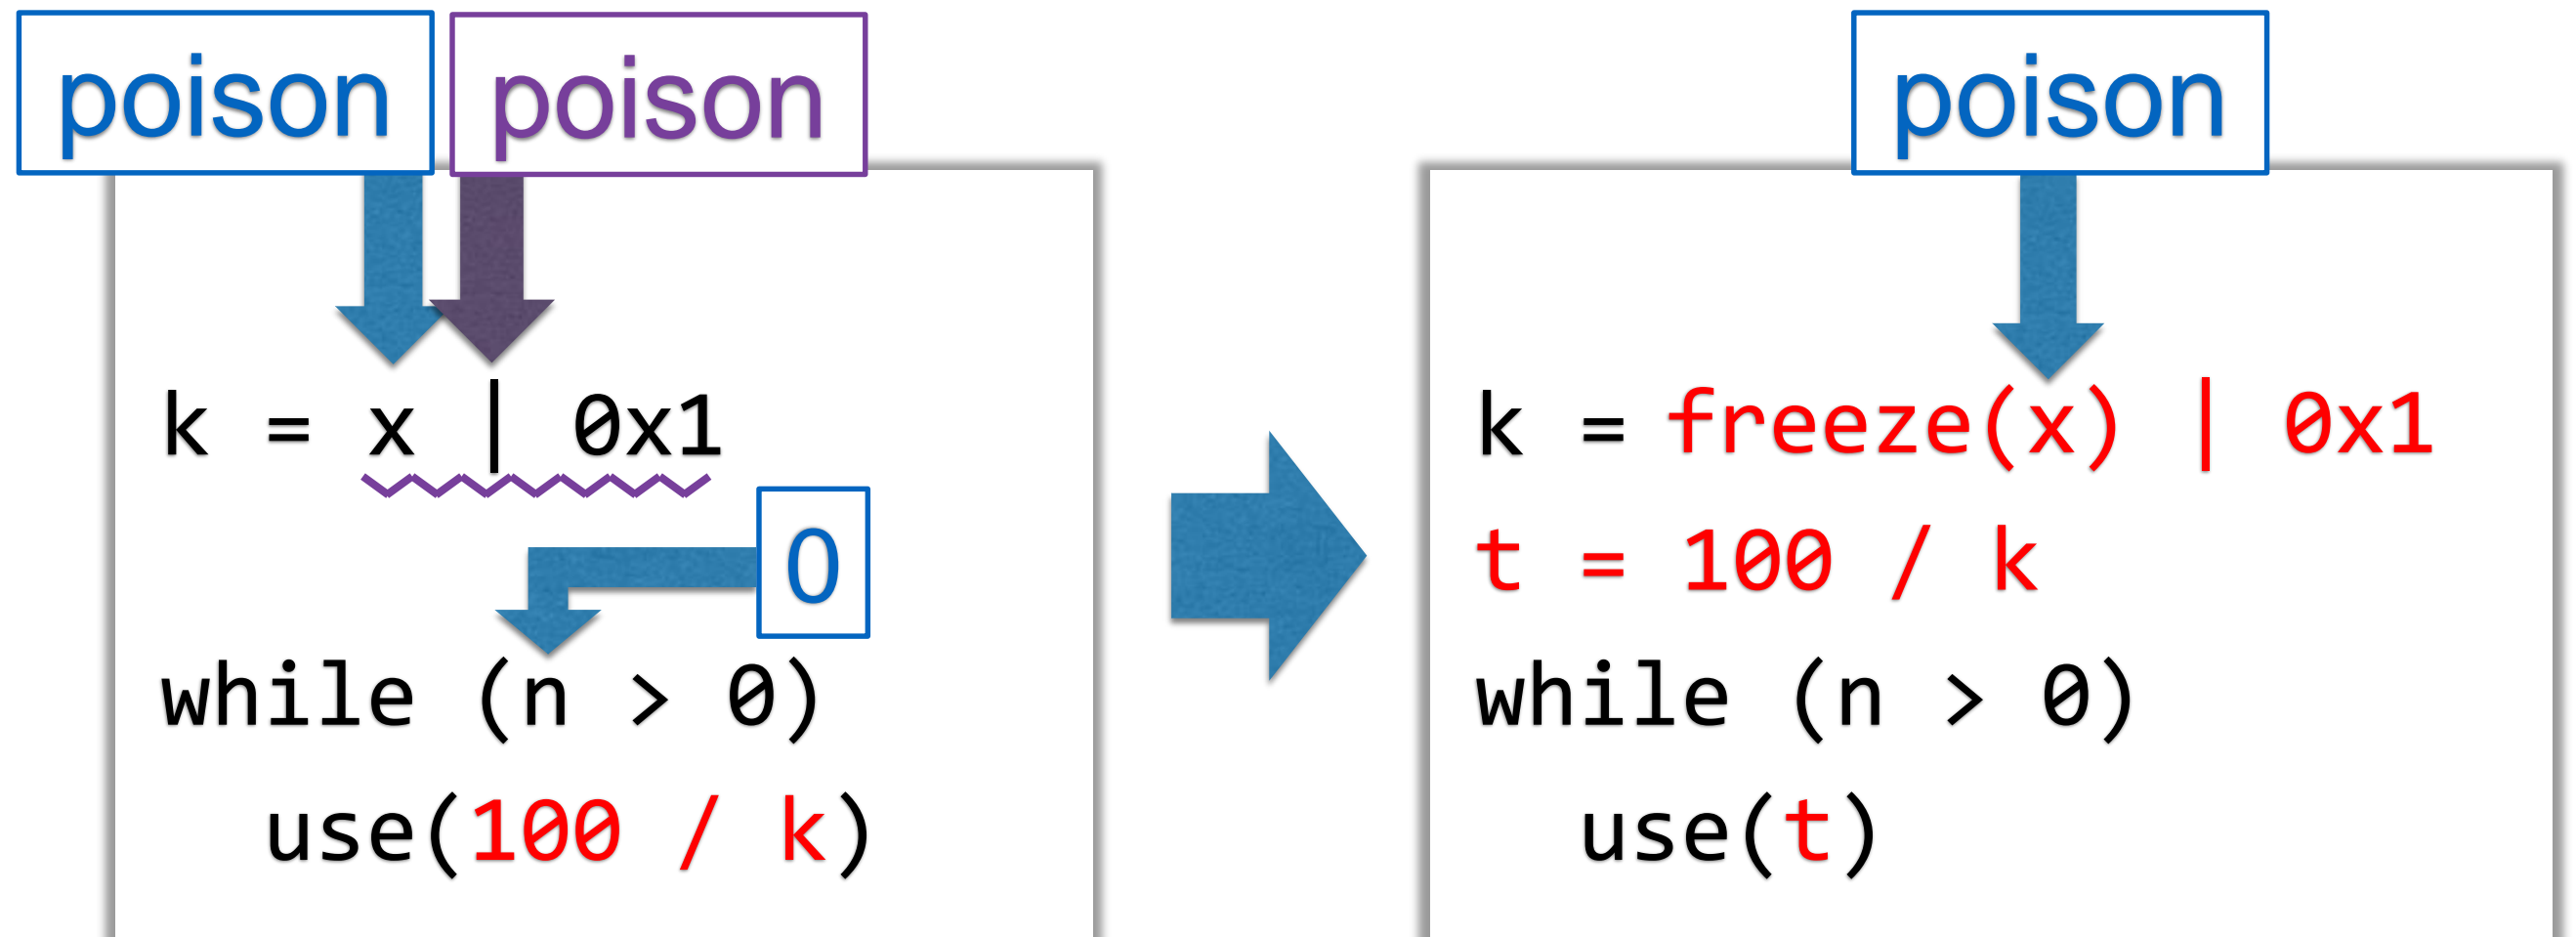 poison
poison
k = x | 0x1
0
while (n > 0)
use(100 / k)
poison
k = freeze(x) | 0x1
t = 100 / k
while (n > 0)
use(t)